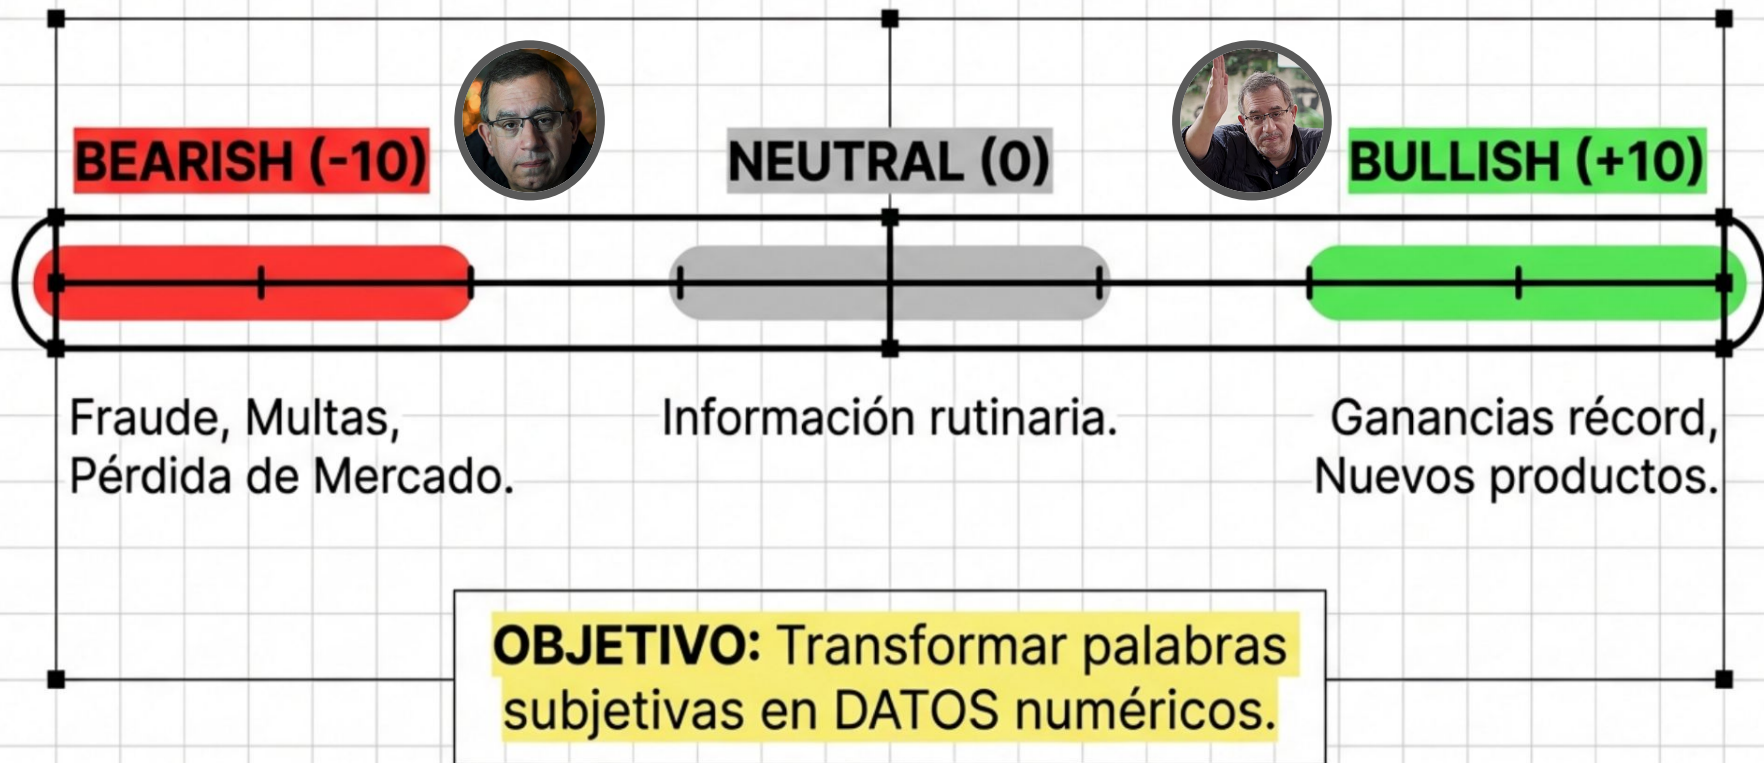 BEARISH (-10)
NEUTRAL (0)
BULLISH (+10)
Fraude, Multas,
Pérdida de Mercado.
Información rutinaria.
Ganancias récord,
Nuevos productos.
OBJETIVO: Transformar palabras
subjetivas en DATOS numéricos.